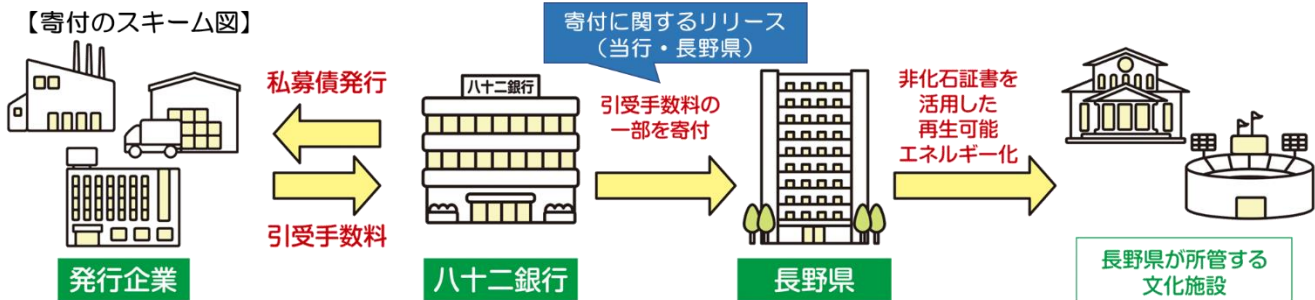 【寄付のスキーム図】
寄付に関するリリース
（当行・長野県）
私募債発行
引受手数料
八十二銀行
引受手数料の
一部を寄付
非化石証書を
活用した
再生可能
エネルギー化
発行企業
八十二銀行
長野県
長野県が所管する
文化施設